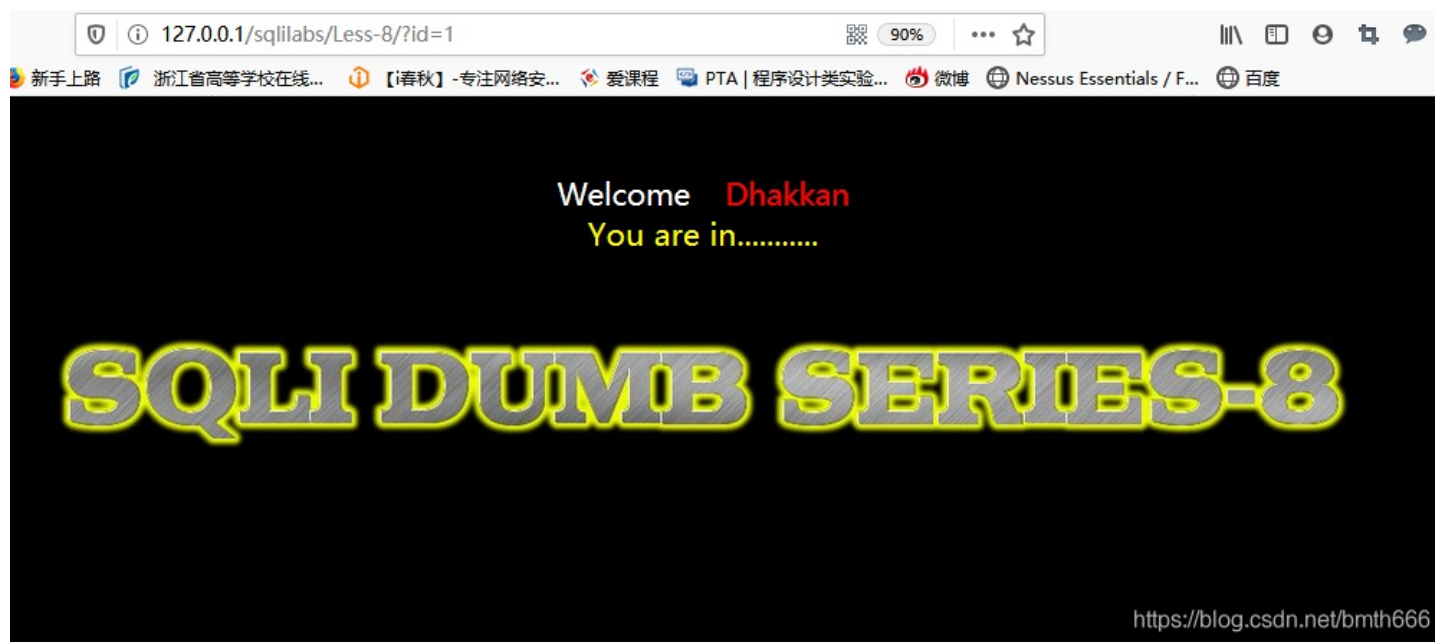 127.0.0.1/sqlilabs/Less-8/?id=1 90%
新手上路 浙江省高等学校在线... 【i春秋】-专注网络安... 爱课程 PTA | 程序设计类实验... 微博 Nessus Essentials / F... 百度
Welcome Dhakkan
You are in...........
SQLI DUMB SERIES-8
https://blog.csdn.net/bmth666